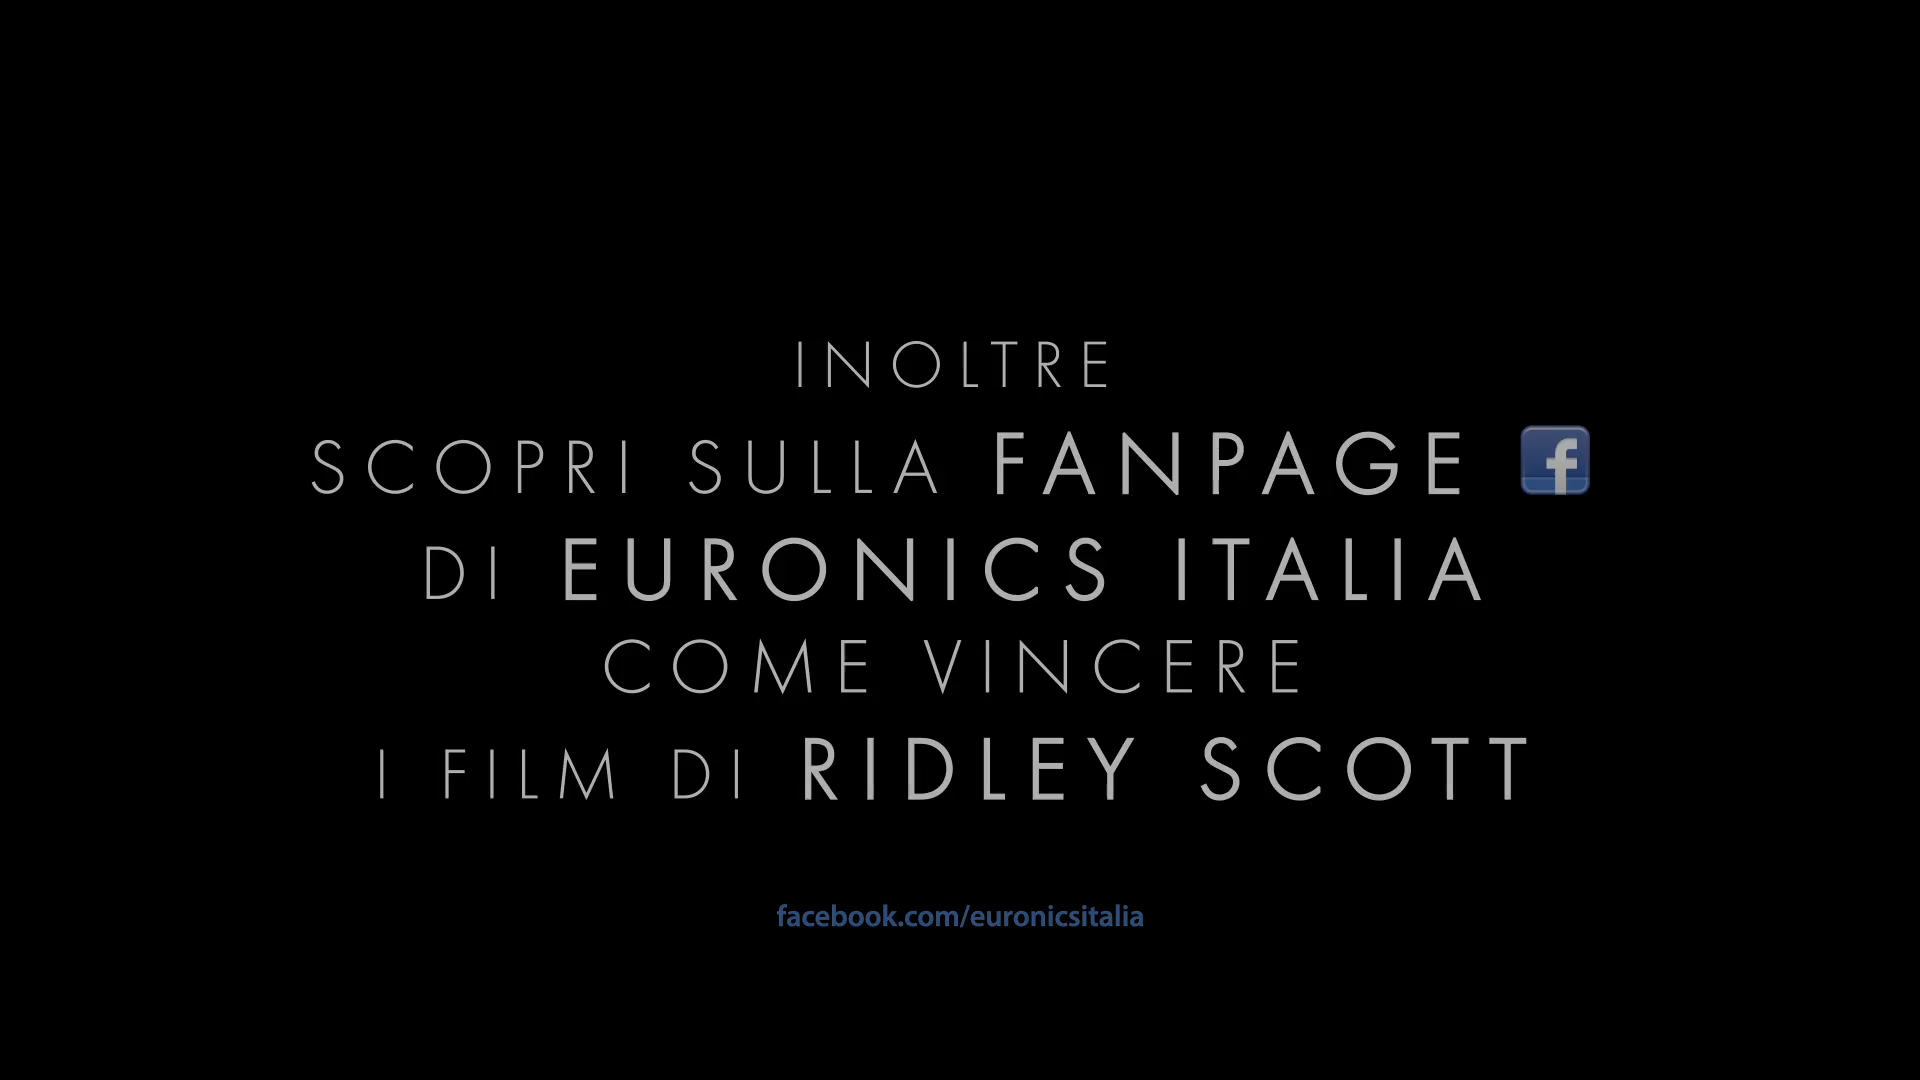 INOLTRE
SCOPRI SULLA FANPAGE f
DI EURONICS ITALIA
COME VINCERE
I FILM DI RIDLEY SCOTT
facebook.com/euronicsitalia